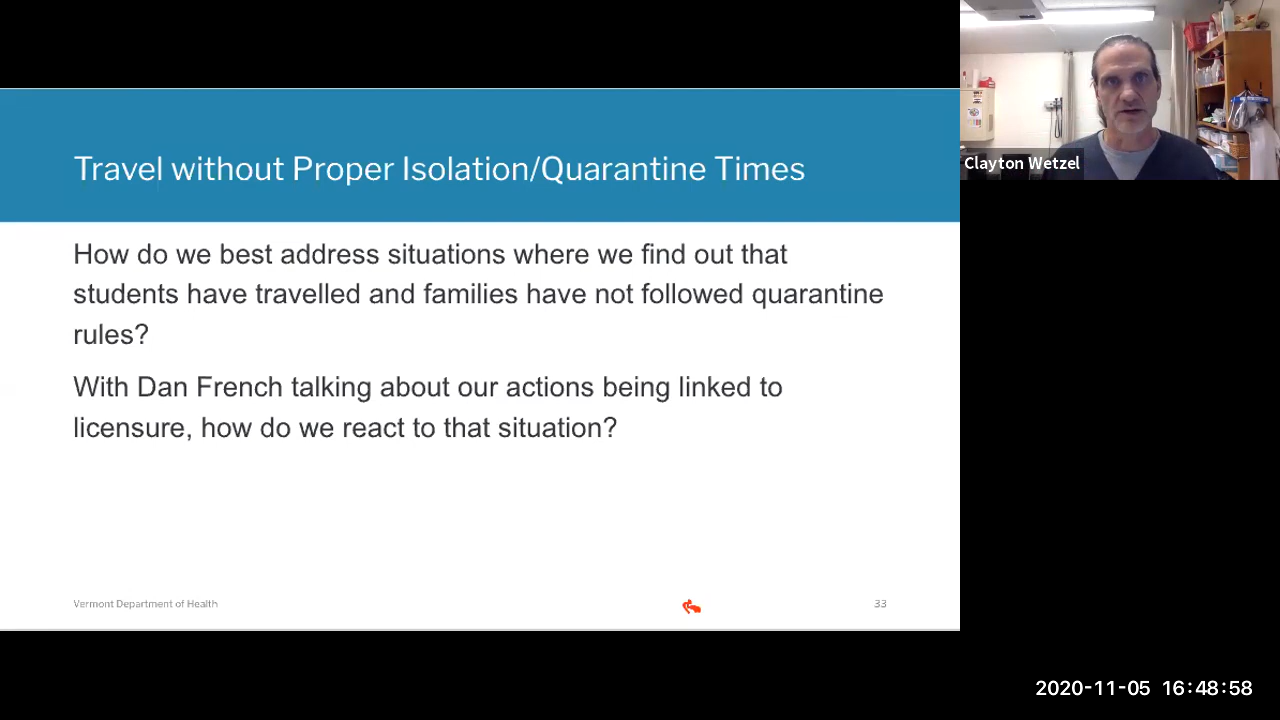 Travel without Proper Isolation/Quarantine Times
Clayton Wetzel
How do we best address situations where we find out that
students have travelled and families have not followed quarantine
rules?
With Dan French talking about our actions being linked to
licensure, how do we react to that situation?
Vermont Department of Health
33
2020-11-05 16:48:58